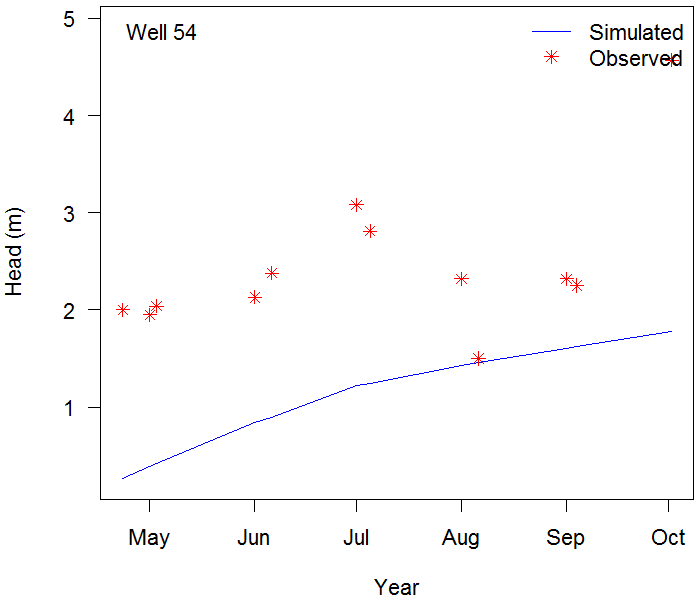 Well 54
Simulated
Observed
5
4
3
2
1
Head (m)
May Jun Jul Aug Sep Oct
Year